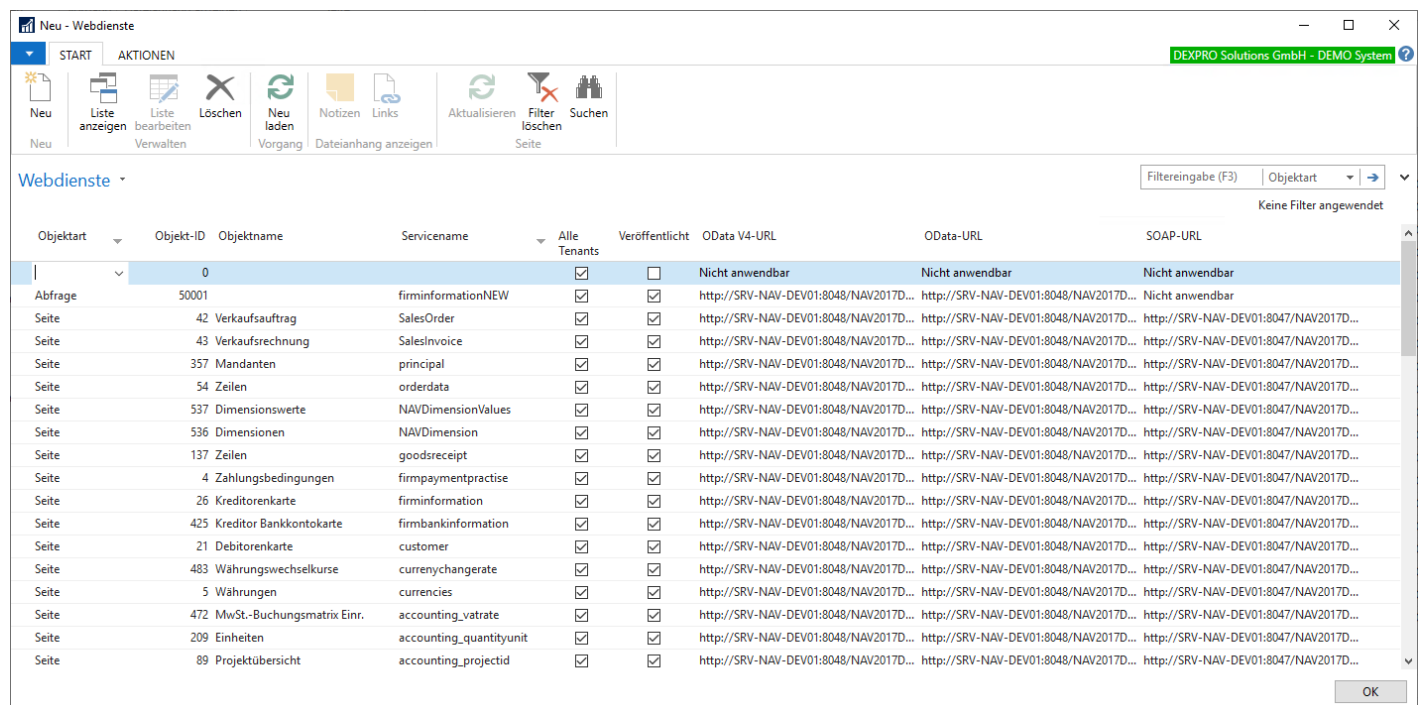 Neu - Webdienste
START AKTIONEN DEXPRO Solutions GmbH - DEMO System
Neu Liste anzeigen Liste bearbeiten Löschen Neu laden Notizen Links Aktualisieren Filter löschen Suchen
Neu Verwalten Vorgang Dateianhang anzeigen Seite
Webdienste Filtereingabe (F3) Objektart
Keine Filter angewendet
Objektart Objekt-ID Objektname Servicename Alle Tenants Veröffentlicht OData V4-URL OData-URL SOAP-URL
0 Nicht anwendbar Nicht anwendbar Nicht anwendbar
Abfrage 50001 firminformationNEW http://SRV-NAV-DEV01:8048/NAV2017D... http://SRV-NAV-DEV01:8048/NAV2017D... Nicht anwendbar
Seite 42 Verkaufsauftrag SalesOrder http://SRV-NAV-DEV01:8048/NAV2017D... http://SRV-NAV-DEV01:8048/NAV2017D... http://SRV-NAV-DEV01:8047/NAV2017D...
Seite 43 Verkaufsrechnung SalesInvoice http://SRV-NAV-DEV01:8048/NAV2017D... http://SRV-NAV-DEV01:8048/NAV2017D... http://SRV-NAV-DEV01:8047/NAV2017D...
Seite 357 Mandanten principal http://SRV-NAV-DEV01:8048/NAV2017D... http://SRV-NAV-DEV01:8048/NAV2017D... http://SRV-NAV-DEV01:8047/NAV2017D...
Seite 54 Zeilen orderdata http://SRV-NAV-DEV01:8048/NAV2017D... http://SRV-NAV-DEV01:8048/NAV2017D... http://SRV-NAV-DEV01:8047/NAV2017D...
Seite 537 Dimensionswerte NAVDimensionValues http://SRV-NAV-DEV01:8048/NAV2017D... http://SRV-NAV-DEV01:8048/NAV2017D... http://SRV-NAV-DEV01:8047/NAV2017D...
Seite 536 Dimensionen NAVDimension http://SRV-NAV-DEV01:8048/NAV2017D... http://SRV-NAV-DEV01:8048/NAV2017D... http://SRV-NAV-DEV01:8047/NAV2017D...
Seite 137 Zeilen goodsreceipt http://SRV-NAV-DEV01:8048/NAV2017D... http://SRV-NAV-DEV01:8048/NAV2017D... http://SRV-NAV-DEV01:8047/NAV2017D...
Seite 4 Zahlungsbedingungen firmpaymentpractise http://SRV-NAV-DEV01:8048/NAV2017D... http://SRV-NAV-DEV01:8048/NAV2017D... http://SRV-NAV-DEV01:8047/NAV2017D...
Seite 26 Kreditorenkarte firminformation http://SRV-NAV-DEV01:8048/NAV2017D... http://SRV-NAV-DEV01:8048/NAV2017D... http://SRV-NAV-DEV01:8047/NAV2017D...
Seite 425 Kreditor Bankkontokarte firmbankinformation http://SRV-NAV-DEV01:8048/NAV2017D... http://SRV-NAV-DEV01:8048/NAV2017D... http://SRV-NAV-DEV01:8047/NAV2017D...
Seite 21 Debitorenkarte customer http://SRV-NAV-DEV01:8048/NAV2017D... http://SRV-NAV-DEV01:8048/NAV2017D... http://SRV-NAV-DEV01:8047/NAV2017D...
Seite 483 Währungswechselkurse currenychangerate http://SRV-NAV-DEV01:8048/NAV2017D... http://SRV-NAV-DEV01:8048/NAV2017D... http://SRV-NAV-DEV01:8047/NAV2017D...
Seite 5 Währungen currencies http://SRV-NAV-DEV01:8048/NAV2017D... http://SRV-NAV-DEV01:8048/NAV2017D... http://SRV-NAV-DEV01:8047/NAV2017D...
Seite 472 MwSt.-Buchungsmatrix Einr. accounting_vatrate http://SRV-NAV-DEV01:8048/NAV2017D... http://SRV-NAV-DEV01:8048/NAV2017D... http://SRV-NAV-DEV01:8047/NAV2017D...
Seite 209 Einheiten accounting_quantityunit http://SRV-NAV-DEV01:8048/NAV2017D... http://SRV-NAV-DEV01:8048/NAV2017D... http://SRV-NAV-DEV01:8047/NAV2017D...
Seite 89 Projektübersicht accounting_projectid http://SRV-NAV-DEV01:8048/NAV2017D... http://SRV-NAV-DEV01:8048/NAV2017D... http://SRV-NAV-DEV01:8047/NAV2017D...
OK